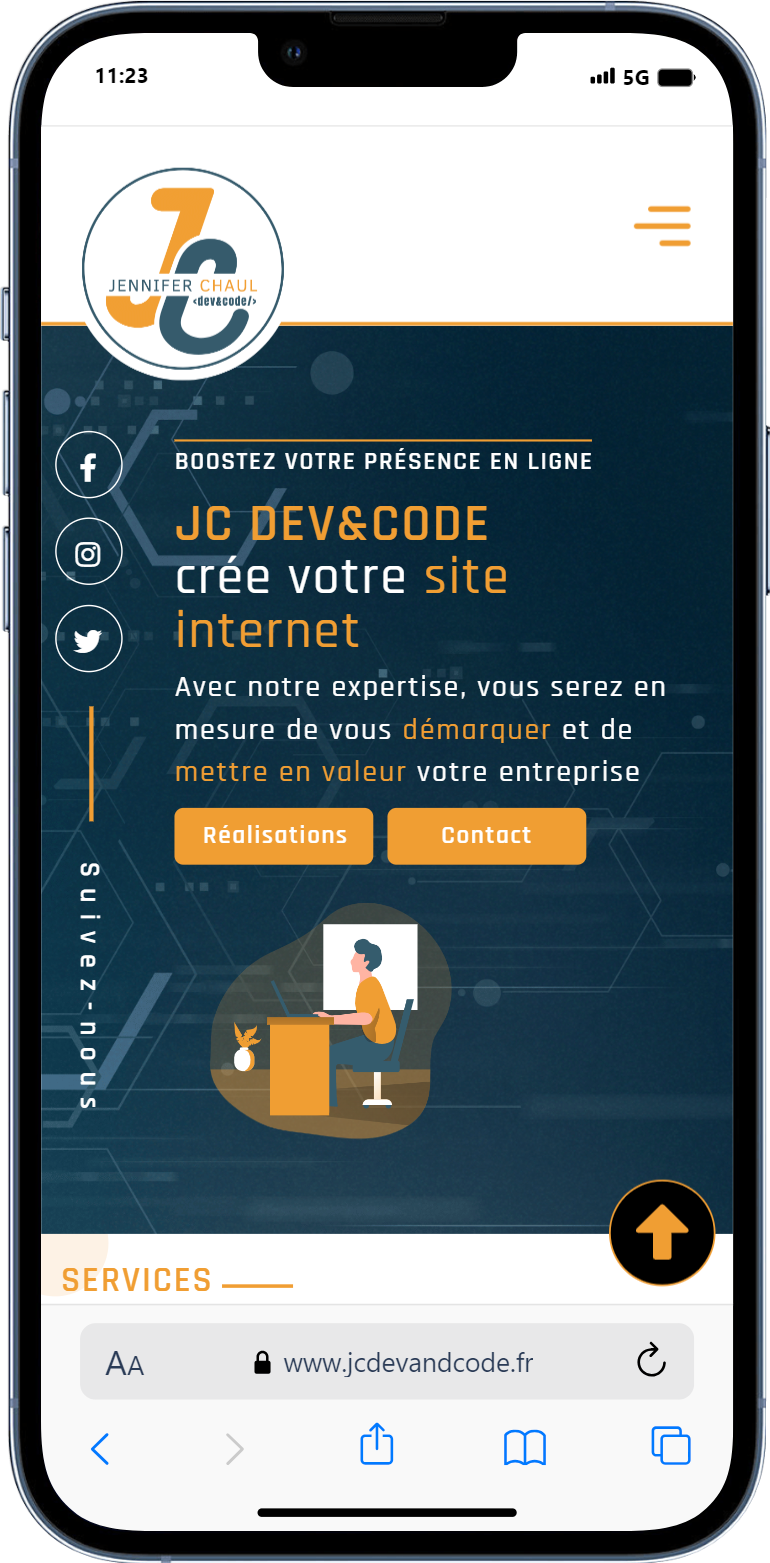 11:23
5G
JENNIFER CHAUL
<dev&code/>
BOOSTEZ VOTRE PRÉSENCE EN LIGNE
JC DEV&CODE
crée votre site
internet
Avec notre expertise, vous serez en
mesure de vous démarquer et de
mettre en valeur votre entreprise
Réalisations
Contact
Suivez-nous
SERVICES
AA
www.jcdevandcode.fr